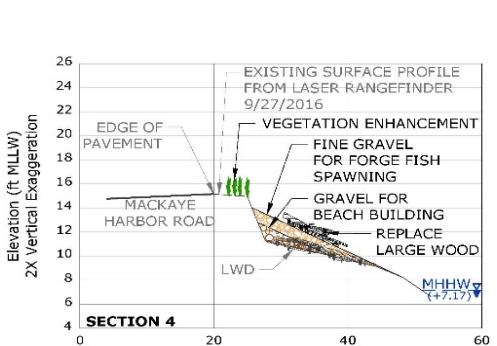 26
24
22
20
18
16
14
12
10
8
6
4
0
20
40
60
Elevation (ft MLLW)
2X Vertical Exaggeration
EXISTING SURFACE PROFILE
FROM LASER RANGEFINDER
9/27/2016
EDGE OF
PAVEMENT
VEGETATION ENHANCEMENT
FINE GRAVEL
FOR FORGE FISH
SPAWNING
MACKAYE
HARBOR ROAD
GRAVEL FOR
BEACH BUILDING
REPLACE
LARGE WOOD
LWD
MHHW
(+7.17)
SECTION 4